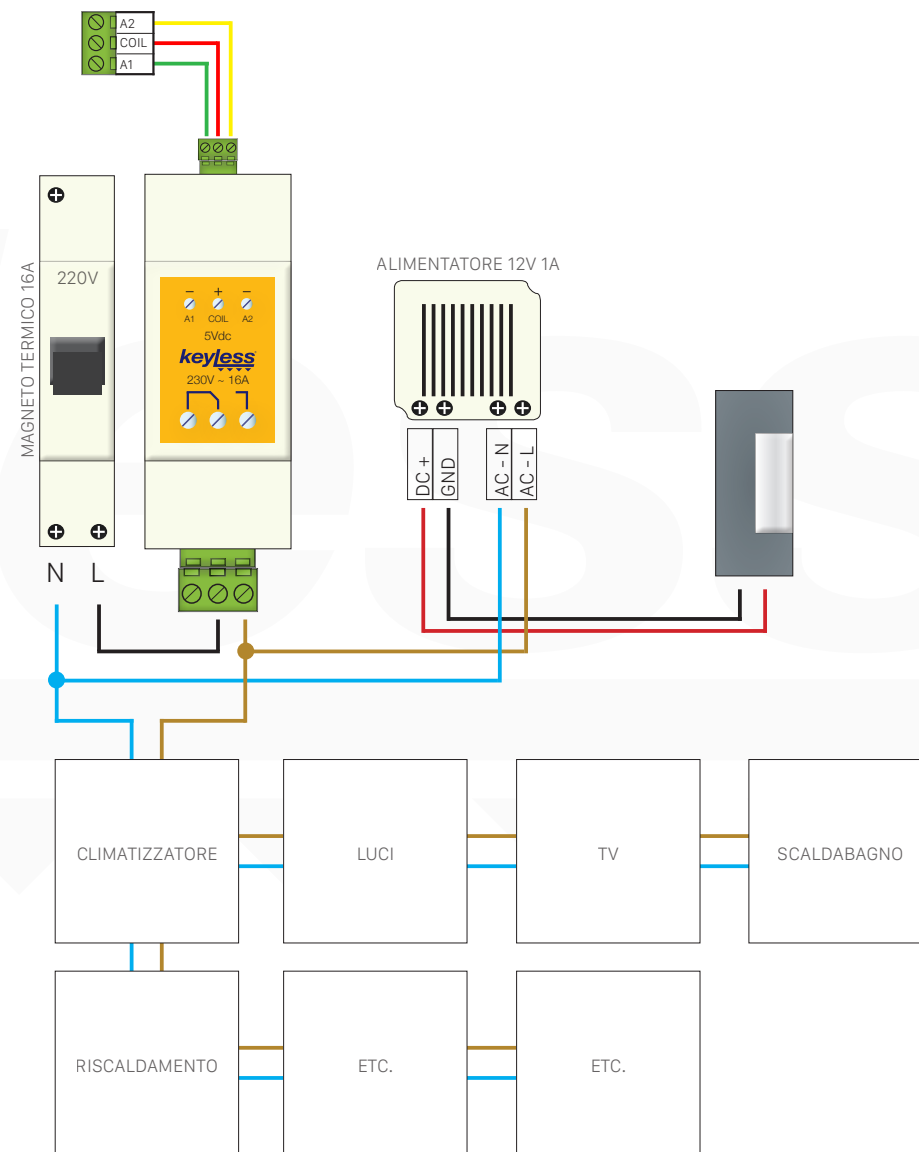 A2
COIL
A1
MAGNETO TERMICO 16A
220V
N L
− + −
A1 COIL A2
5Vdc
keyless
230V ~ 16A
ALIMENTATORE 12V 1A
DC +
GND
AC - N
AC - L
CLIMATIZZATORE
LUCI
TV
SCALDABAGNO
RISCALDAMENTO
ETC.
ETC.